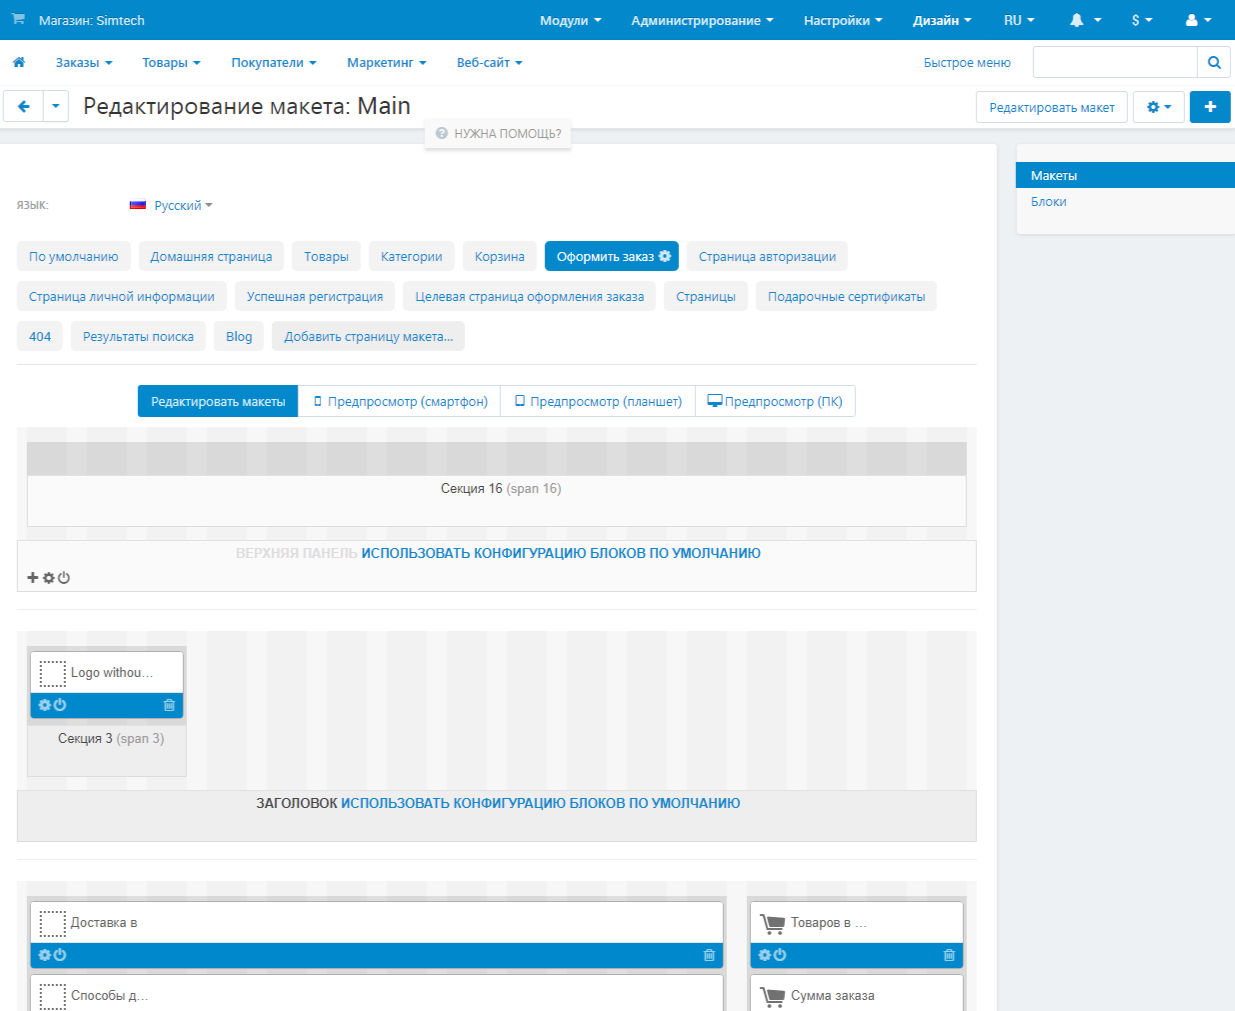 Магазин: Simtech Модули Администрирование Настройки Дизайн RU $
Заказы Товары Покупатели Маркетинг Веб-сайт Быстрое меню
Редактирование макета: Main Редактировать макет
НУЖНА ПОМОЩЬ?
Макеты
Блоки
ЯЗЫК: Русский
По умолчанию Домашняя страница Товары Категории Корзина Оформить заказ Страница авторизации
Страница личной информации Успешная регистрация Целевая страница оформления заказа Страницы Подарочные сертификаты
404 Результаты поиска Blog Добавить страницу макета...
Редактировать макеты Предпросмотр (смартфон) Предпросмотр (планшет) Предпросмотр (ПК)
Секция 16 (span 16)
ВЕРХНЯЯ ПАНЕЛЬ ИСПОЛЬЗОВАТЬ КОНФИГУРАЦИЮ БЛОКОВ ПО УМОЛЧАНИЮ
Logo withou...
Секция 3 (span 3)
ЗАГОЛОВОК ИСПОЛЬЗОВАТЬ КОНФИГУРАЦИЮ БЛОКОВ ПО УМОЛЧАНИЮ
Доставка в Товаров в ...
Способы д... Сумма заказа